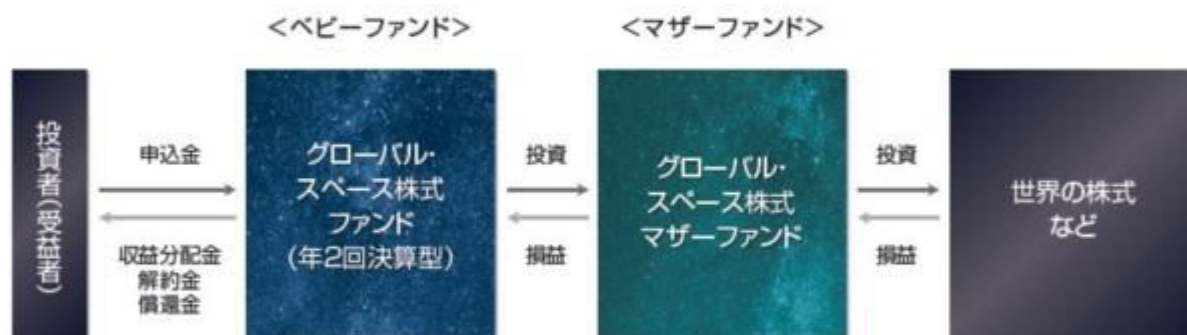 <ベビーファンド>
<マザーファンド>
投資者(受益者)
申込金
収益分配金
解約金
償還金
グローバル・
スペース株式
ファンド
(年2回決算型)
投資
損益
グローバル・
スペース株式
マザーファンド
投資
損益
世界の株式
など